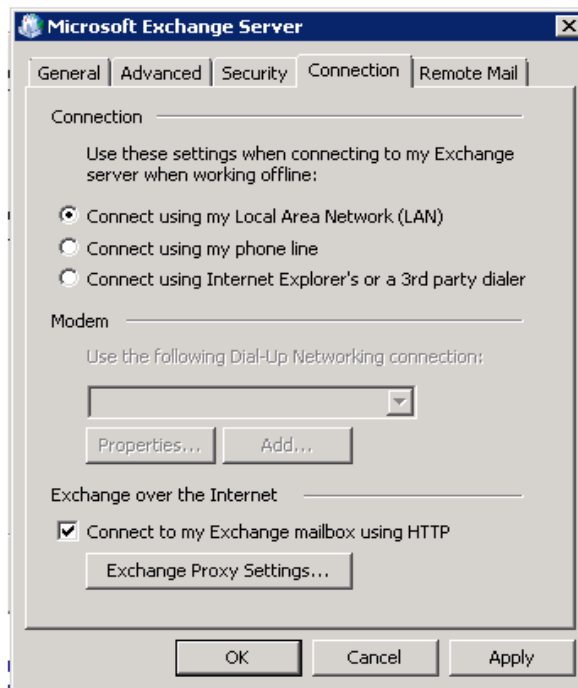 Microsoft Exchange Server
General Advanced Security Connection Remote Mail
Connection
Use these settings when connecting to my Exchange
server when working offline:
Connect using my Local Area Network (LAN)
Connect using my phone line
Connect using Internet Explorer's or a 3rd party dialer
Modem
Use the following Dial-Up Networking connection:
Properties... Add...
Exchange over the Internet
Connect to my Exchange mailbox using HTTP
Exchange Proxy Settings...
OK Cancel Apply